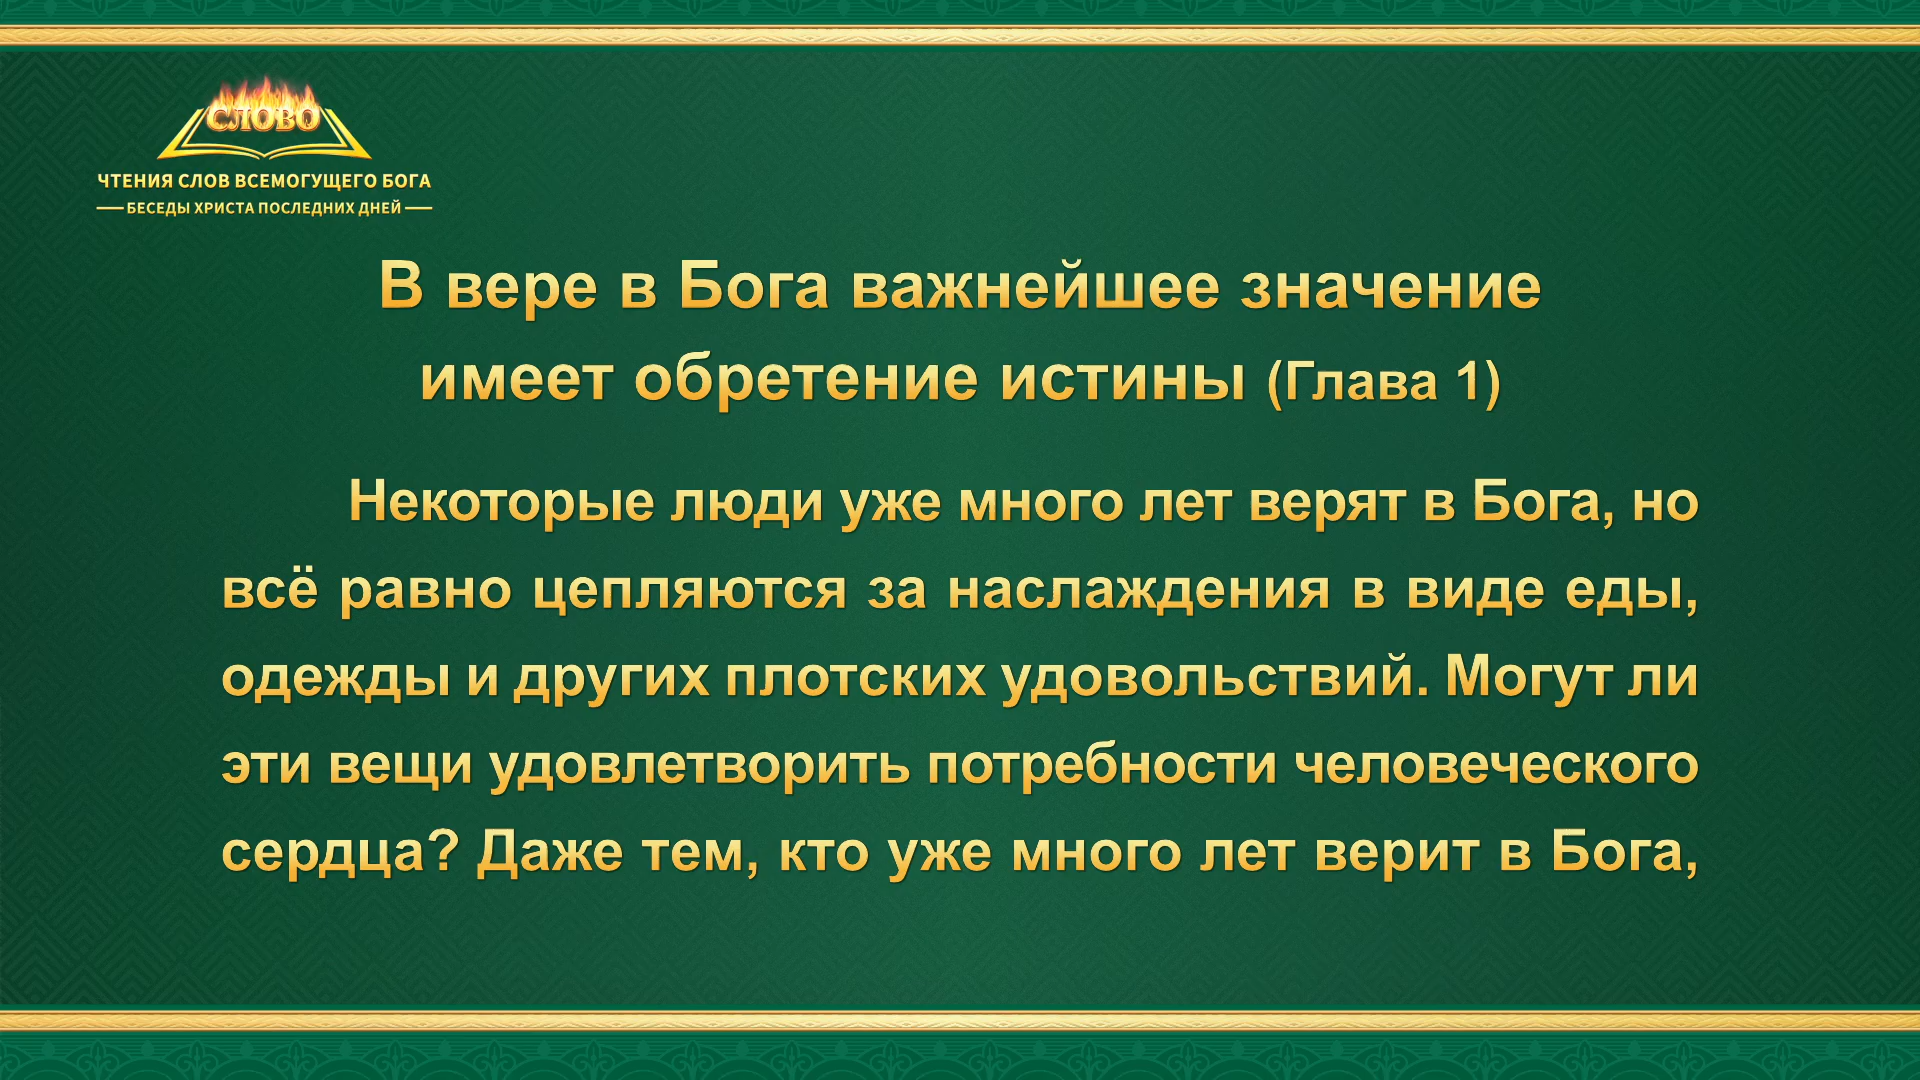 СЛОВО
ЧТЕНИЯ СЛОВ ВСЕМОГУЩЕГО БОГА
БЕСЕДЫ ХРИСТА ПОСЛЕДНИХ ДНЕЙ
В вере в Бога важнейшее значение
имеет обретение истины (Глава 1)
Некоторые люди уже много лет верят в Бога, но
всё равно цепляются за наслаждения в виде еды,
одежды и других плотских удовольствий. Могут ли
эти вещи удовлетворить потребности человеческого
сердца? Даже тем, кто уже много лет верит в Бога,